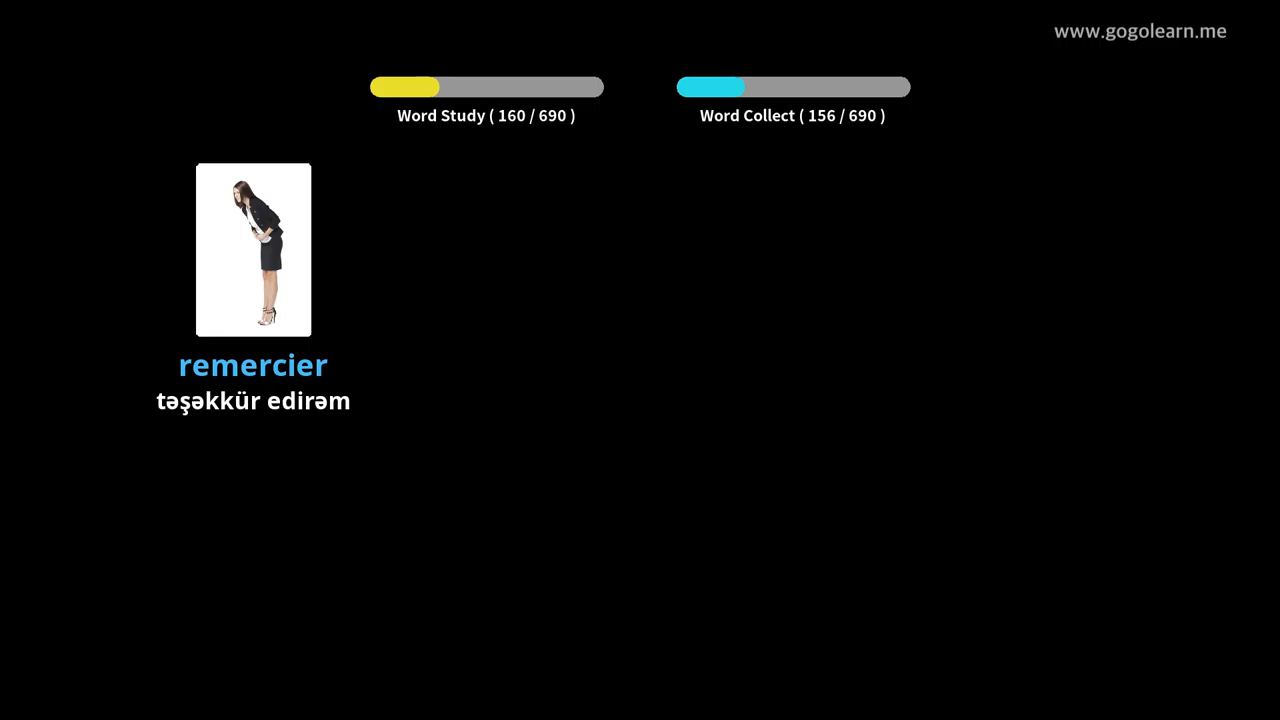 www.gogolearn.me
Word Study ( 160 / 690 )
Word Collect ( 156 / 690 )
remercier
təşəkkür edirəm